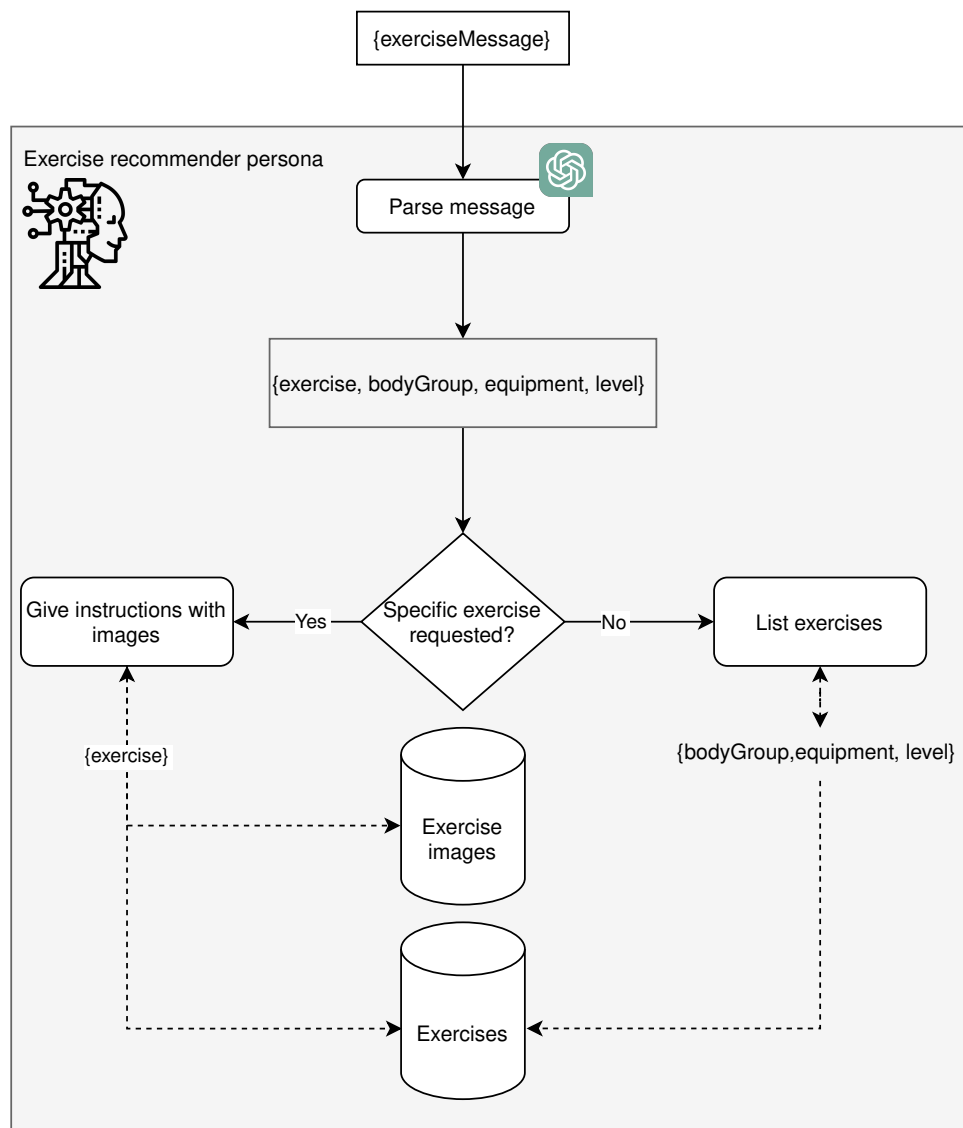 {exerciseMessage}
Exercise recommender persona
Parse message
{exercise, bodyGroup, equipment, level}
Specific exercise
requested?
Yes
No
Give instructions with
images
List exercises
{exercise}
{bodyGroup,equipment, level}
Exercise
images
Exercises